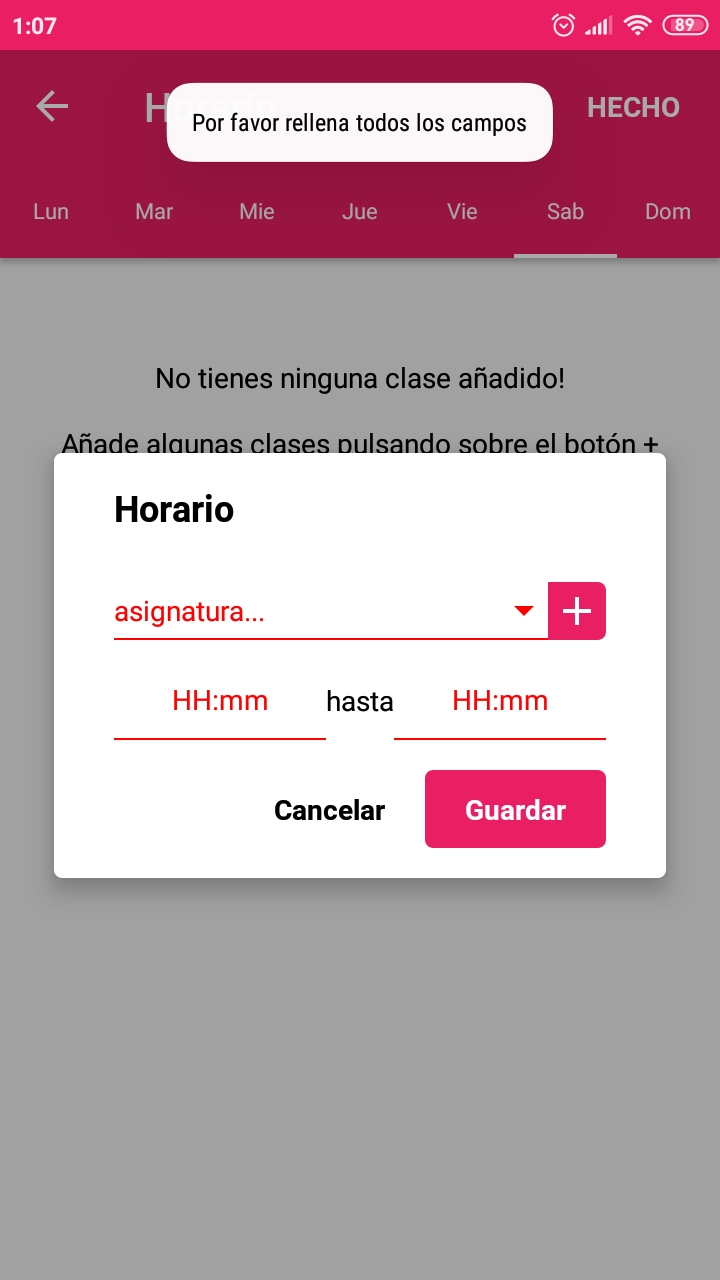 1:07
89
Horario
HECHO
Por favor rellena todos los campos
Lun Mar Mie Jue Vie Sab Dom
No tienes ninguna clase añadido!
Añade algunas clases pulsando sobre el botón +
Horario
asignatura...
HH:mm hasta HH:mm
Cancelar Guardar